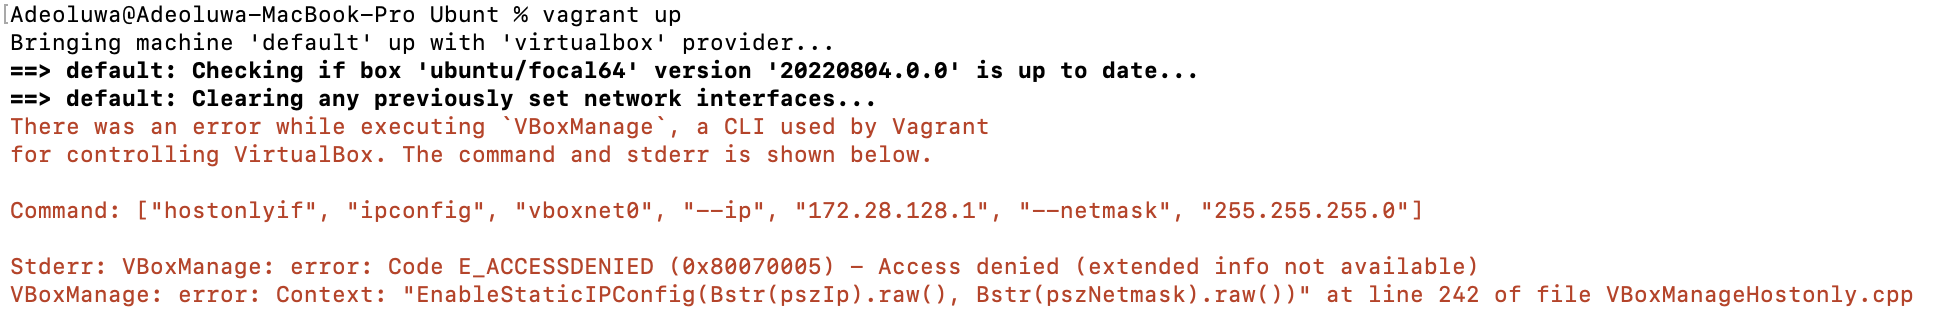 [Adeoluwa@Adeoluwa-MacBook-Pro Ubunt % vagrant up
Bringing machine 'default' up with 'virtualbox' provider...
==> default: Checking if box 'ubuntu/focal64' version '20220804.0.0' is up to date...
==> default: Clearing any previously set network interfaces...
There was an error while executing `VBoxManage`, a CLI used by Vagrant
for controlling VirtualBox. The command and stderr is shown below.
Command: ["hostonlyif", "ipconfig", "vboxnet0", "--ip", "172.28.128.1", "--netmask", "255.255.255.0"]
Stderr: VBoxManage: error: Code E_ACCESSDENIED (0x80070005) - Access denied (extended info not available)
VBoxManage: error: Context: "EnableStaticIPConfig(Bstr(pszIp).raw(), Bstr(pszNetmask).raw())" at line 242 of file VBoxManageHostonly.cpp